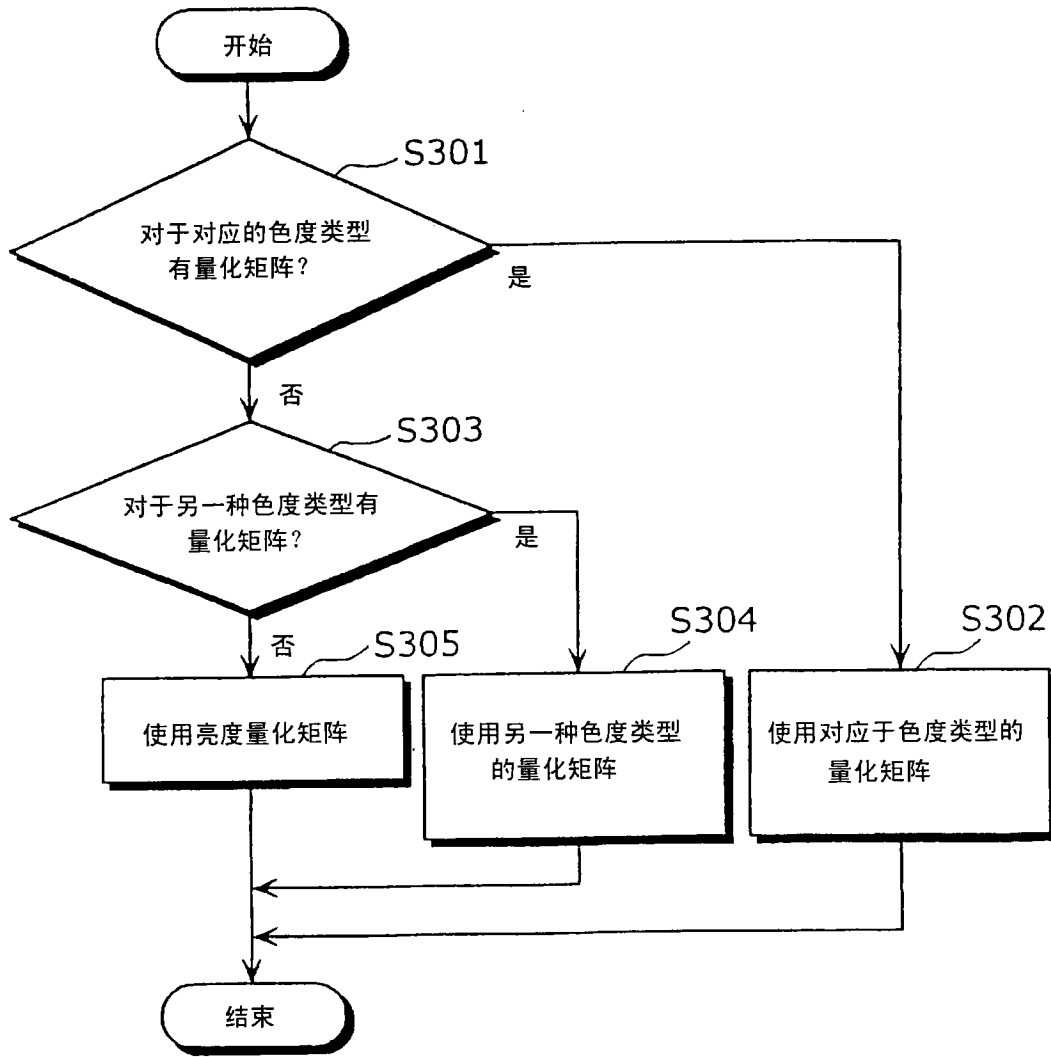 开始
S301
对于对应的色度类型
有量化矩阵?
是
否
S303
对于另一种色度类型有
量化矩阵?
是
否
S305
S304
S302
使用亮度量化矩阵
使用另一种色度类型
的量化矩阵
使用对应于色度类型的
量化矩阵
结束